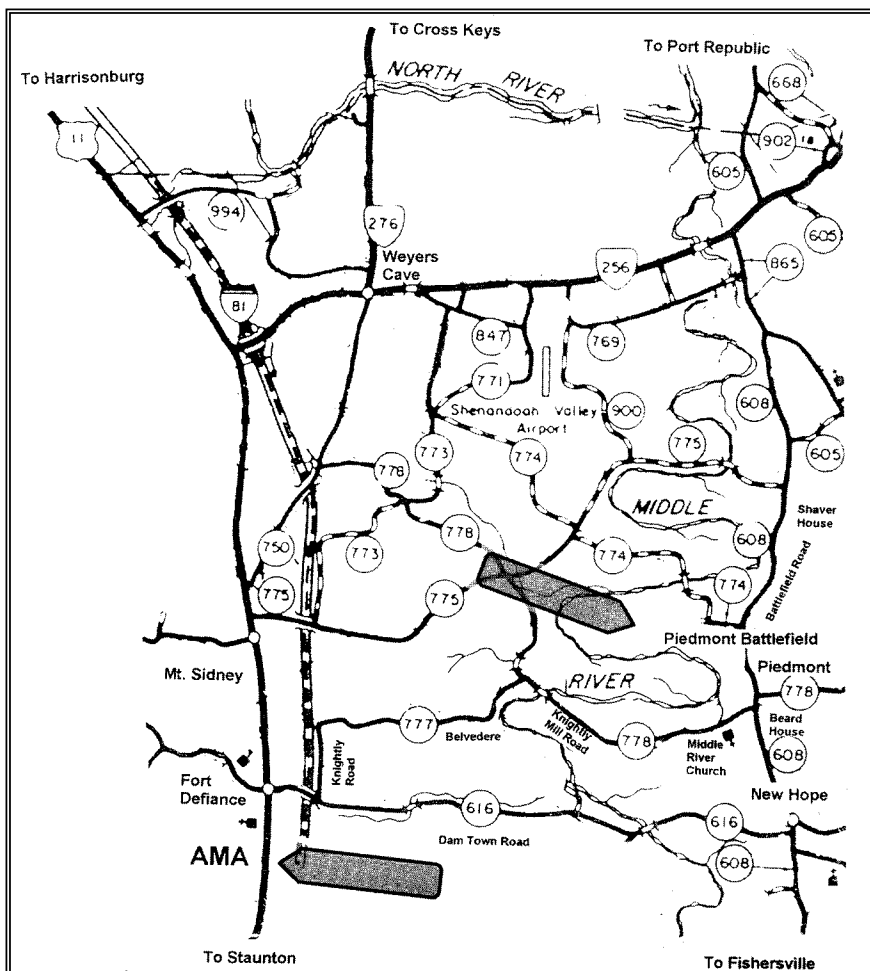 To Cross Keys
To Port Republic
To Harrisonburg
NORTH RIVER
668
11
902
605
994
276
605
Weyers
Cave
256
865
81
847
769
771
608
Shenandoah Valley
Airport
900
775
773
774
605
778
MIDDLE
Shaver
House
750
773
778
774
608
774
Battlefield Road
775
775
Piedmont Battlefield
Mt. Sidney
RIVER
Piedmont
778
777
Belvedere
Knightly
Mill Road
778
Middle
River
Church
Beard
House
608
Knightly
Road
Fort
Defiance
New Hope
616
616
Dam Town Road
608
AMA
To Staunton
To Fishersville